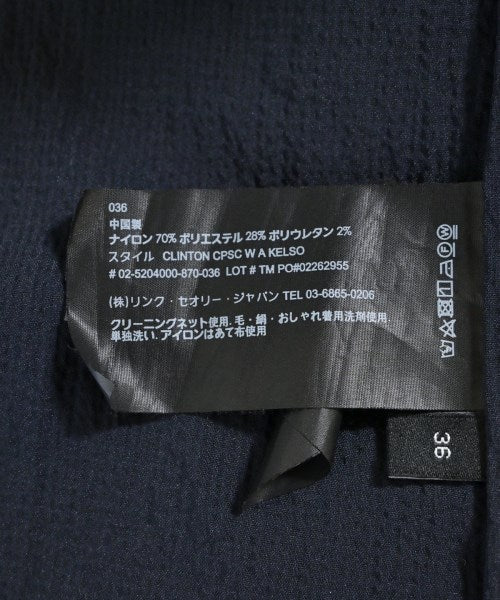 036
中国製
ナイロン 70% ポリエステル 28% ポリウレタン 2%
スタイル CLINTON CPSC W A KELSO
# 02-5204000-870-036 LOT # TM PO#02262955
(株)リンク・セオリー・ジャパン TEL 03-6865-0206
クリーニングネット使用. 毛・絹・おしゃれ着用洗剤使用.
単独洗い. アイロンはあて布使用
36